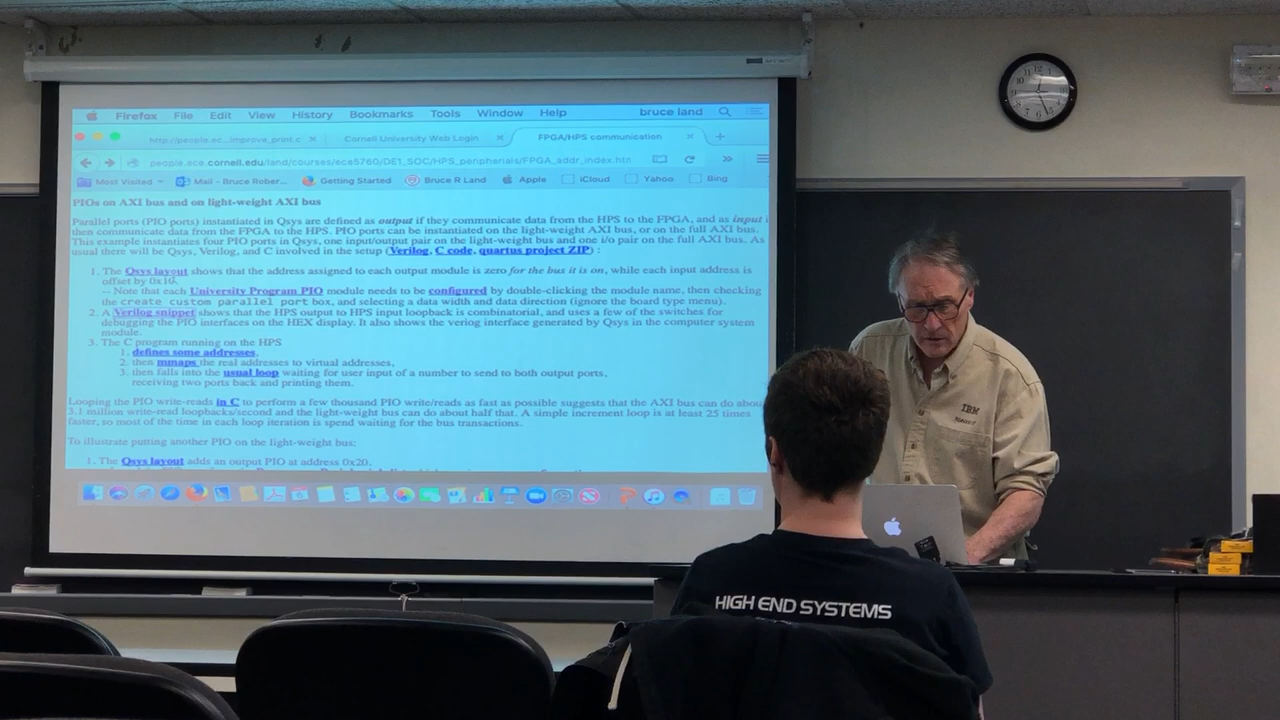 Firefox File Edit View History Bookmarks Tools Window Help bruce land
http://people.ec...improve_print.c Cornell University Web Login FPGA/HPS communication
people.ece.cornell.edu/land/courses/ece5760/DE1_SOC/HPS_peripherials/FPGA_addr_index.htm
Most Visited Mail - Bruce Rober... Getting Started Bruce R Land Apple iCloud Yahoo Bing
PIOs on AXI bus and on light-weight AXI bus
Parallel ports (PIO ports) instantiated in Qsys are defined as output if they communicate data from the HPS to the FPGA, and as input i
then communicate data from the FPGA to the HPS. PIO ports can be instantiated on the light-weight AXI bus, or on the full AXI bus.
This example instantiates four PIO ports in Qsys, one input/output pair on the light-weight bus and one i/o pair on the full AXI bus. As
usual there will be Qsys, Verilog, and C involved in the setup (Verilog, C code, quartus project ZIP) :
1. The Qsys layout shows that the address assigned to each output module is zero for the bus it is on, while each input address is
offset by 0x10.
-- Note that each University Program PIO module needs to be configured by double-clicking the module name, then checking
the create custom parallel port box, and selecting a data width and data direction (ignore the board type menu).
2. A Verilog snippet shows that the HPS output to HPS input loopback is combinatorial, and uses a few of the switches for
debugging the PIO interfaces on the HEX display. It also shows the veriog interface generated by Qsys in the computer system
module.
3. The C program running on the HPS
1. defines some addresses,
2. then mmaps the real addresses to virtual addresses,
3. then falls into the usual loop waiting for user input of a number to send to both output ports,
receiving two ports back and printing them.
Looping the PIO write-reads in C to perform a few thousand PIO write/reads as fast as possible suggests that the AXI bus can do abou
3.1 million write-read loopbacks/second and the light-weight bus can do about half that. A simple increment loop is at least 25 times
faster, so most of the time in each loop iteration is spend waiting for the bus transactions.
To illustrate putting another PIO on the light-weight bus:
1. The Qsys layout adds an output PIO at address 0x20,
IBM
HIGH END SYSTEMS